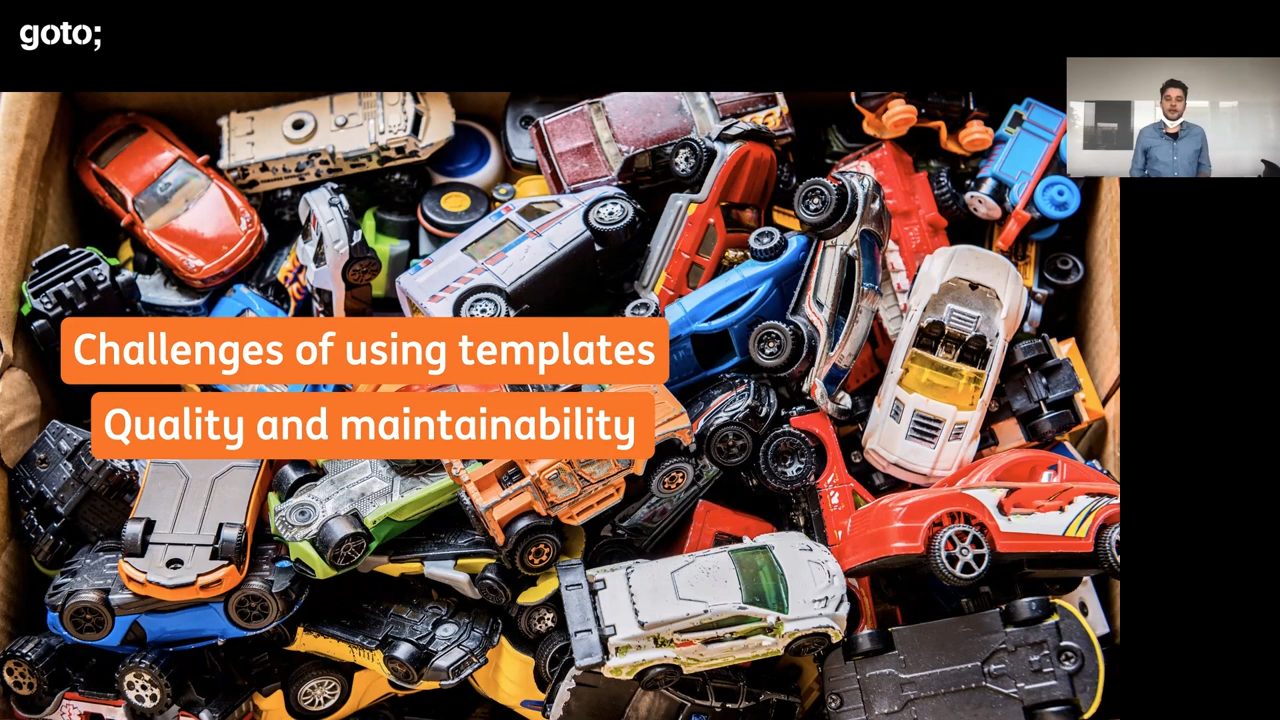 goto;
Challenges of using templates
Quality and maintainability